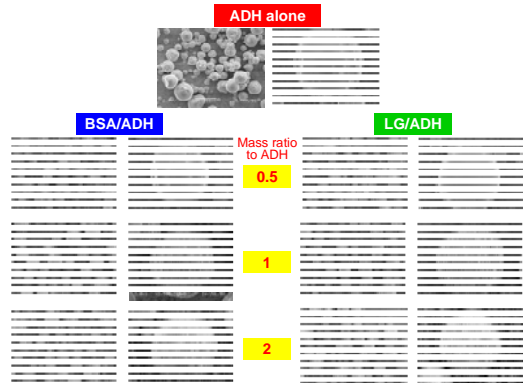 ADH alone
BSA/ADH
LG/ADH
Mass ratio
to ADH
0.5
1
2